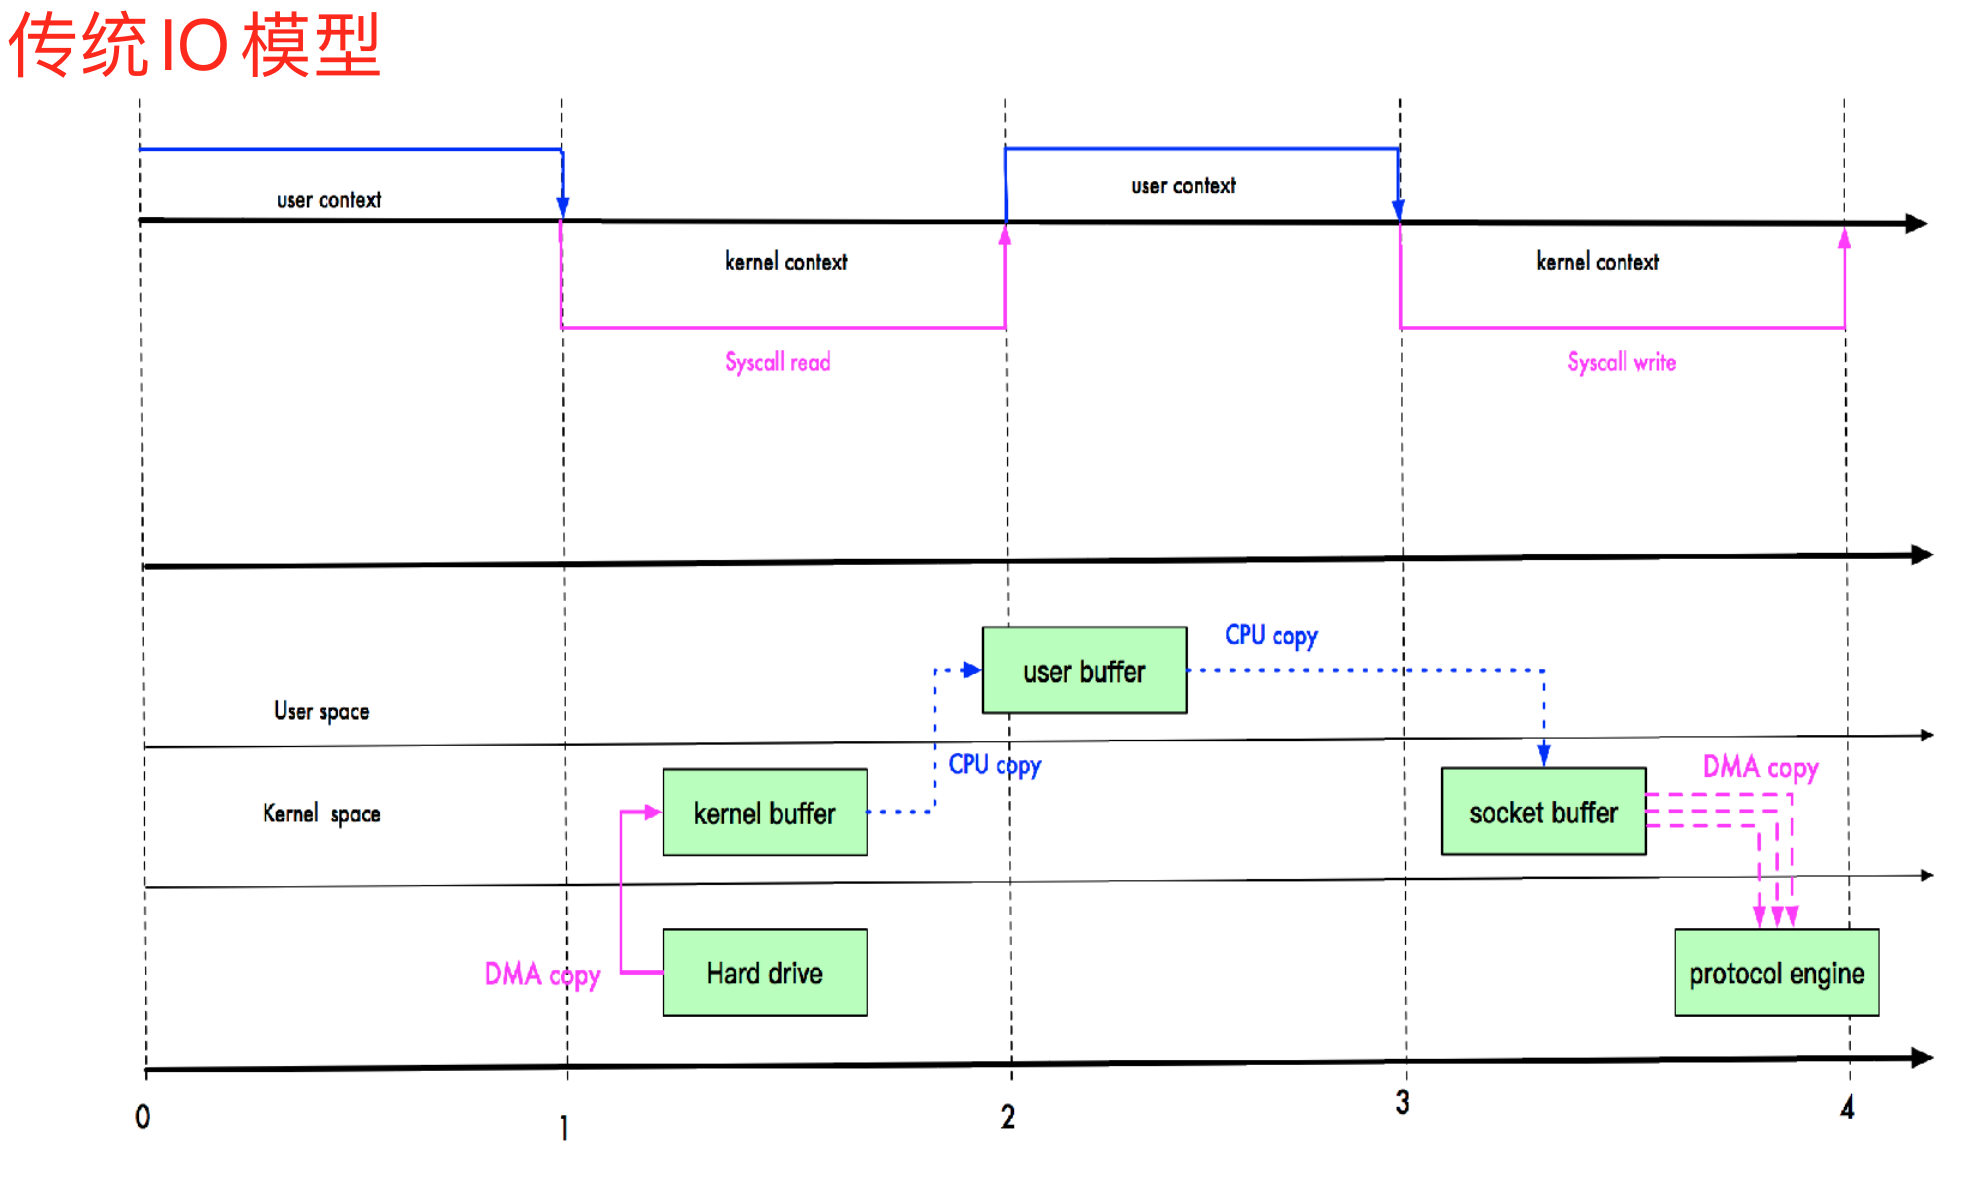 传统IO模型
user context
user context
kernel context
kernel context
Syscall read
Syscall write
CPU copy
user buffer
User space
CPU copy
DMA copy
Kernel space
kernel buffer
socket buffer
DMA copy
Hard drive
protocol engine
0
1
2
3
4